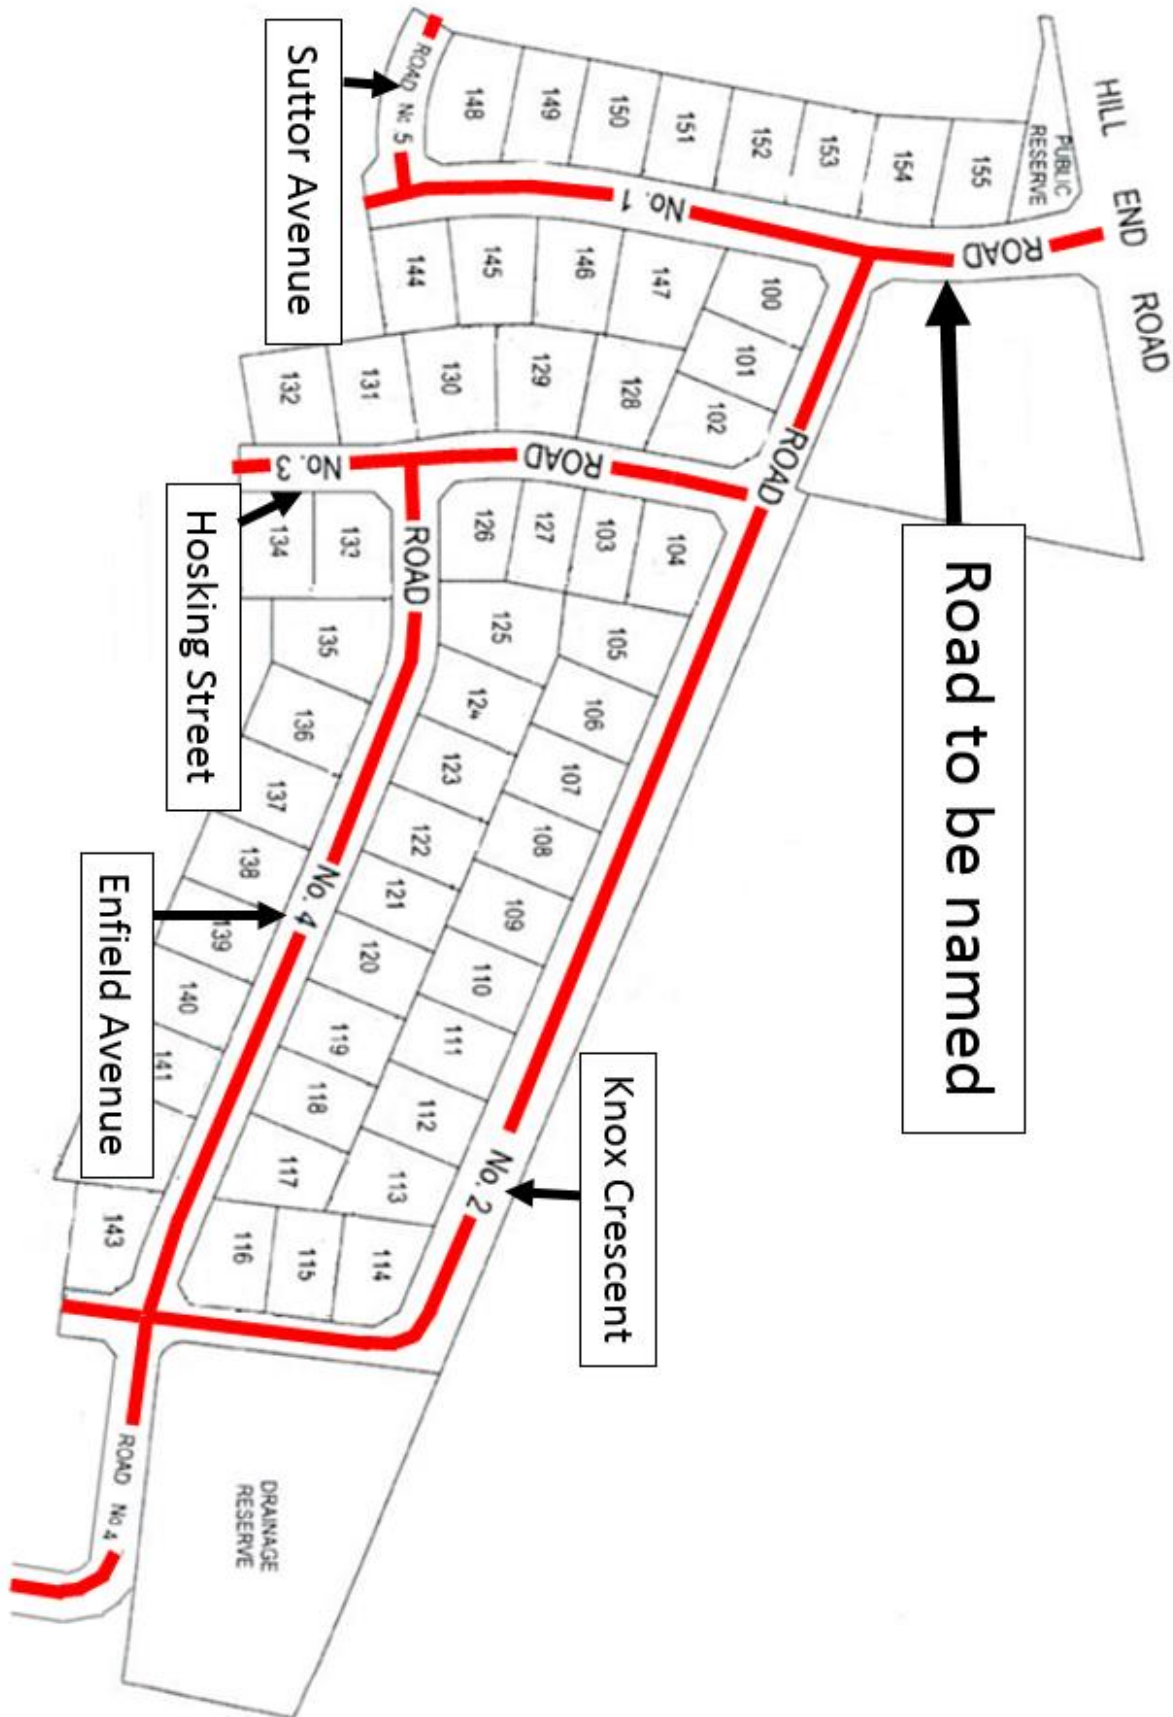 HILL
END
ROAD
PUBLIC
RESERVE
ROAD
No. 1
ROAD No 5
Suttor Avenue
Road to be named
148
149
150
151
152
153
154
155
144
145
146
147
100
101
102
132
131
130
129
128
ROAD
No. 2
ROAD
No. 3
Hosking Street
134
133
126
127
103
104
ROAD
No. 4
135
136
137
138
139
140
141
143
125
124
123
122
121
120
119
118
117
116
115
114
105
106
107
108
109
110
111
112
113
Knox Crescent
Enfield Avenue
ROAD No 4
DRAINAGE
RESERVE